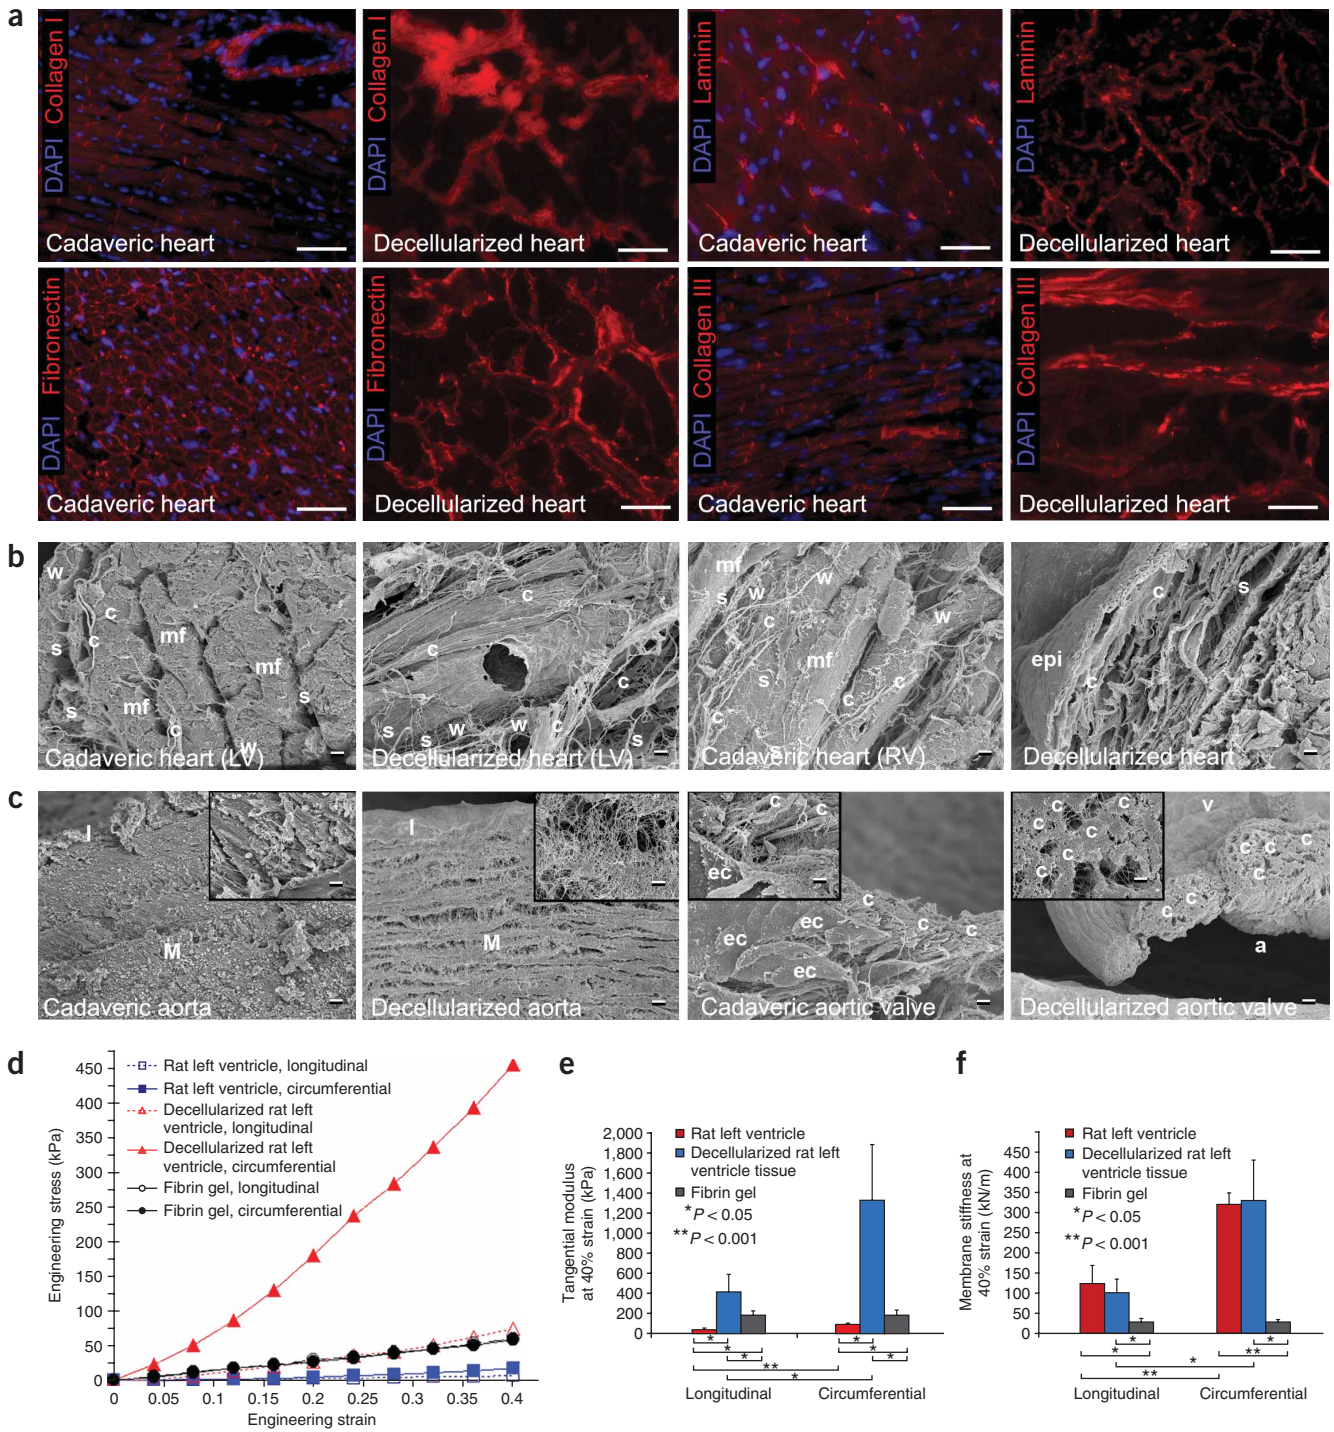 a
DAPI Collagen I
Cadaveric heart
DAPI Collagen I
Decellularized heart
DAPI Laminin
Cadaveric heart
DAPI Laminin
Decellularized heart
DAPI Fibronectin
Cadaveric heart
DAPI Fibronectin
Decellularized heart
DAPI Collagen III
Cadaveric heart
DAPI Collagen III
Decellularized heart
b
w
c
c
s
mf
mf
s
s
mf
c
w
Cadaveric heart (LV)
c
c
c
w
w
s
s
c
s
Decellularized heart (LV)
mf
s
w
w
c
w
mf
s
c
c
c
s
Cadaveric heart (RV)
c
s
epi
c
Decellularized heart
c
l
M
Cadaveric aorta
l
M
Decellularized aorta
c
c
ec
c
c
c
ec
ec
ec
Cadaveric aortic valve
c
c
c
c
c
c
c
v
c
c
c
c
c
c
a
Decellularized aortic valve
d
Engineering stress (kPa)
450
400
350
300
250
200
150
100
50
0
Rat left ventricle, longitudinal
Rat left ventricle, circumferential
Decellularized rat left
ventricle, longitudinal
Decellularized rat left
ventricle, circumferential
Fibrin gel, longitudinal
Fibrin gel, circumferential
0 0.05 0.1 0.15 0.2 0.25 0.3 0.35 0.4
Engineering strain
e
Tangential modulus
at 40% strain (kPa)
2,000
1,800
1,600
1,400
1,200
1,000
800
600
400
200
0
Rat left ventricle
Decellularized rat left
ventricle tissue
Fibrin gel
*P < 0.05
**P < 0.001
* *
* *
* *
**
*
Longitudinal Circumferential
f
Membrane stiffness at
40% strain (kN/m)
450
400
350
300
250
200
150
100
50
0
Rat left ventricle
Decellularized rat left
ventricle tissue
Fibrin gel
*P < 0.05
**P < 0.001
* *
* **
*
**
Longitudinal Circumferential